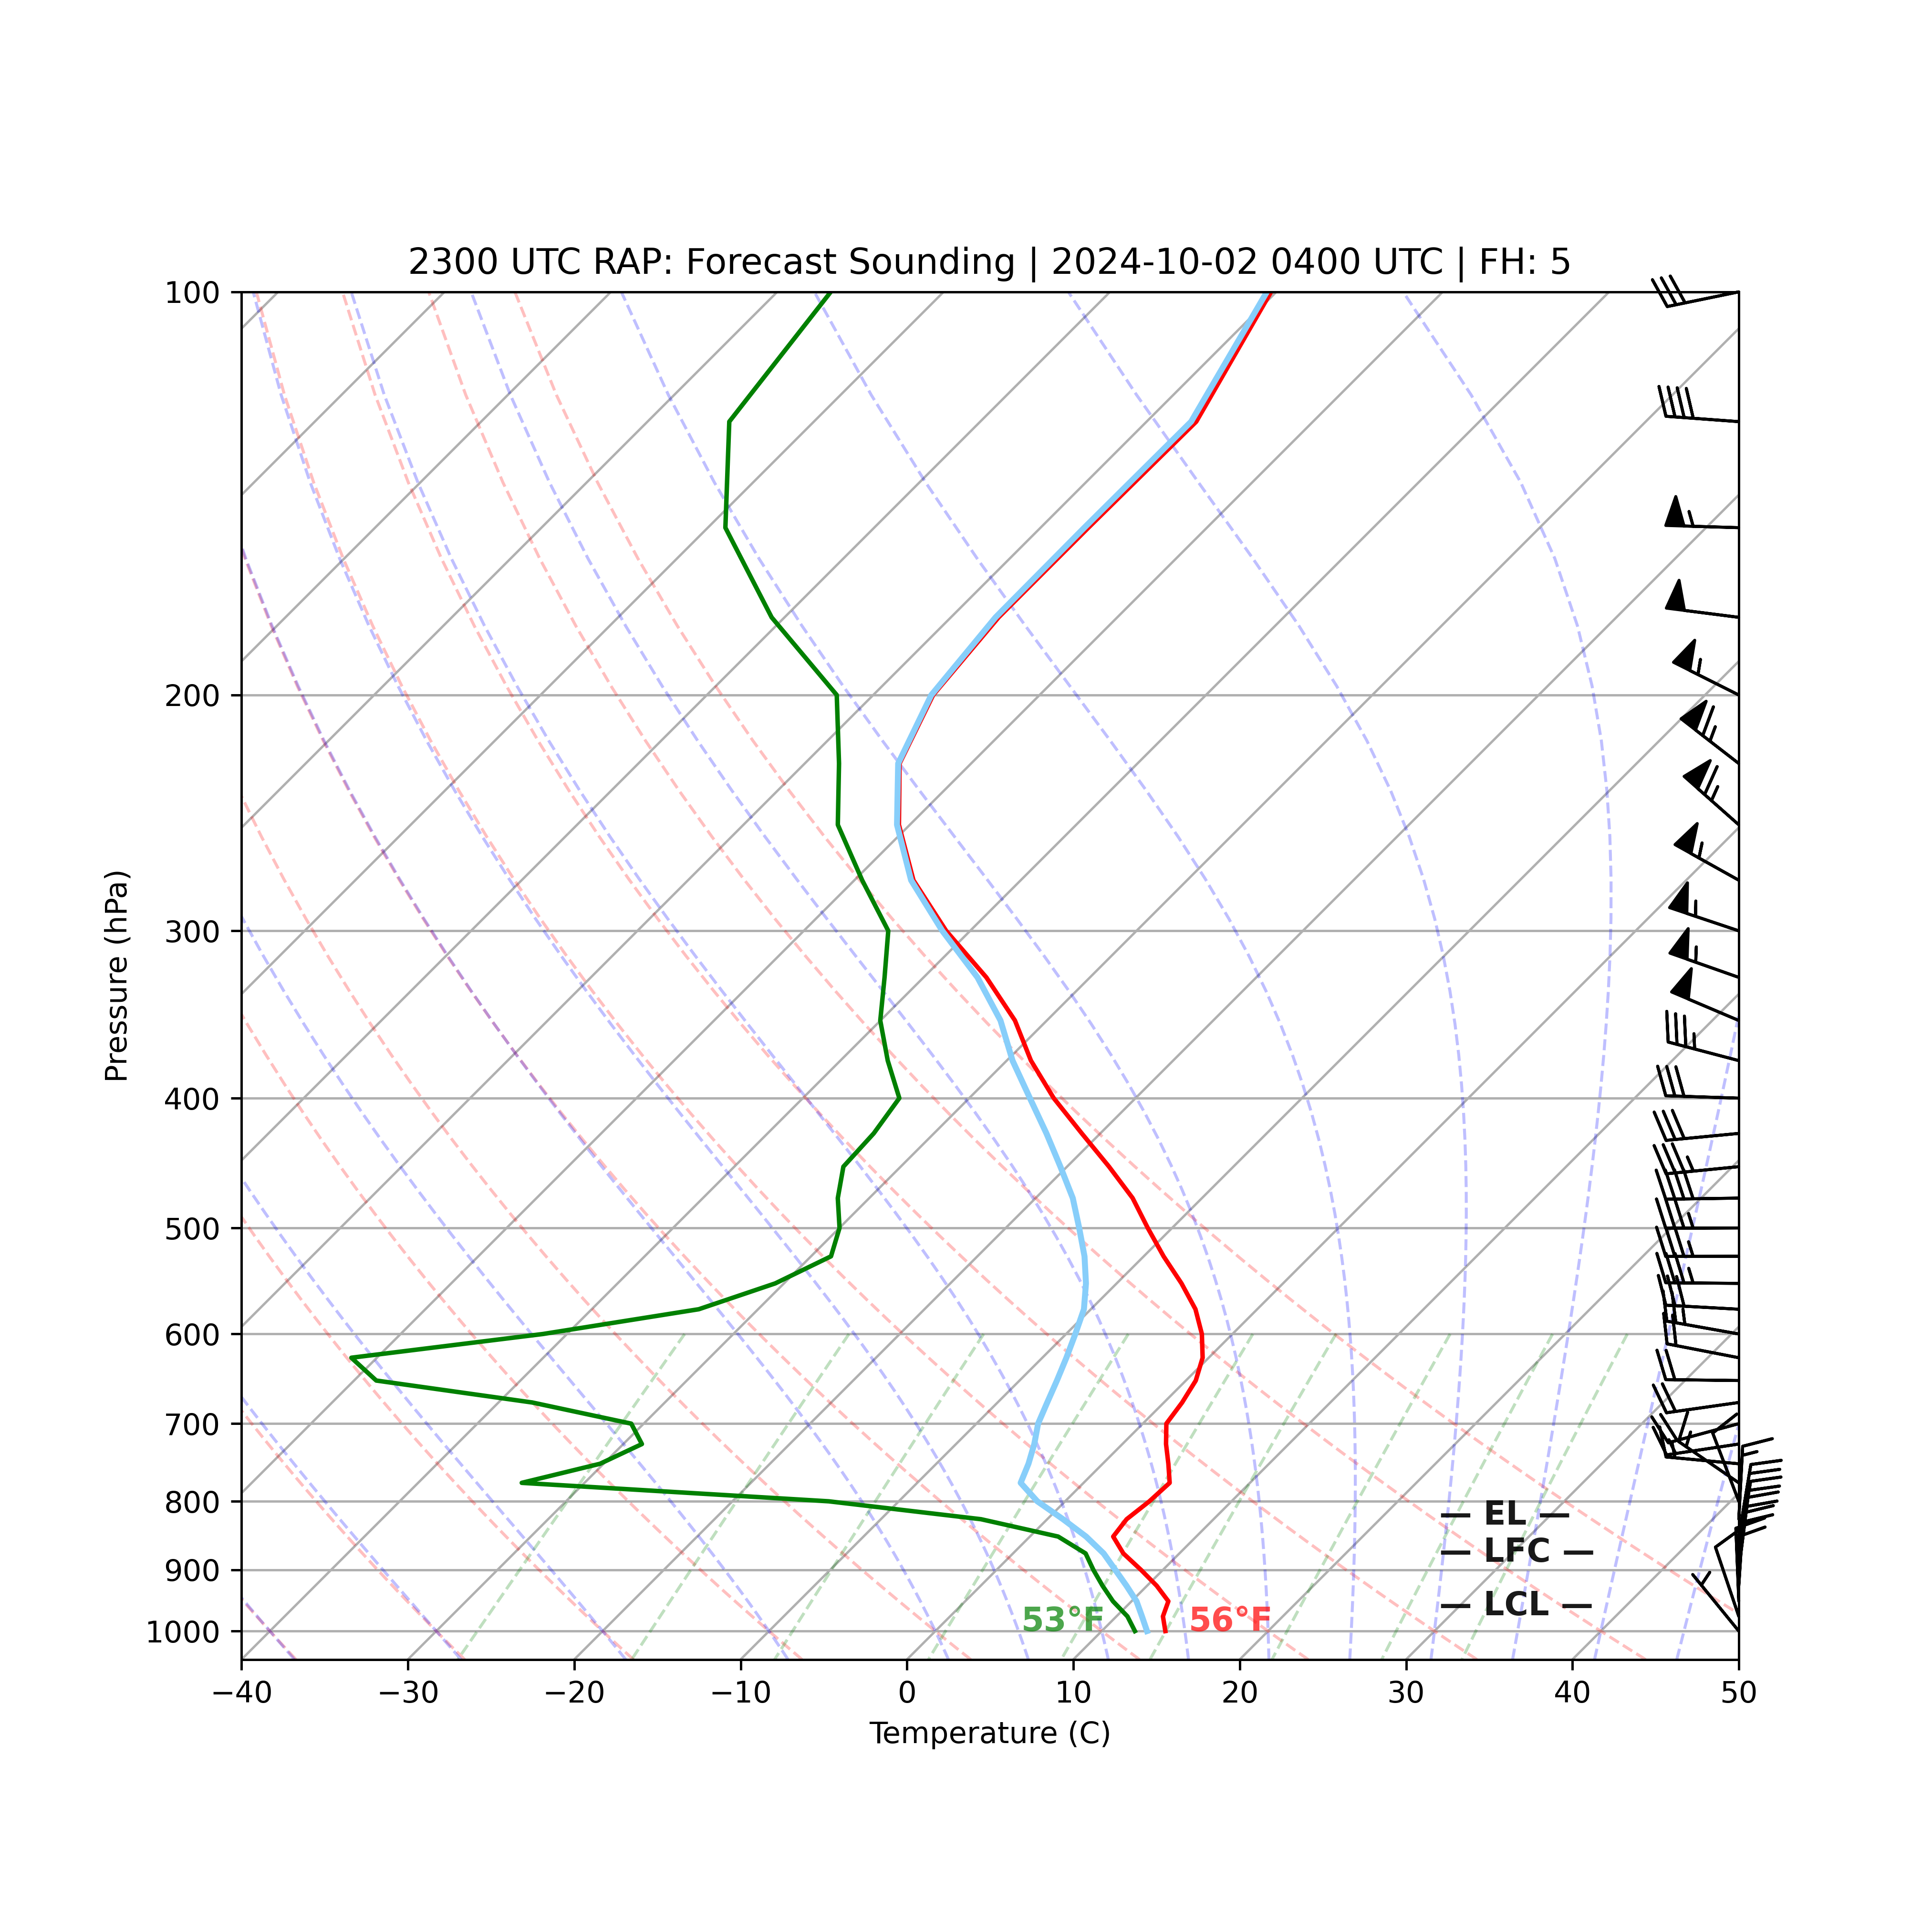 2300 UTC RAP: Forecast Sounding | 2024-10-02 0400 UTC | FH: 5
100
200
300
400
500
600
700
800
900
1000
Pressure (hPa)
— EL —
— LFC —
— LCL —
53°F
56°F
−40 −30 −20 −10 0 10 20 30 40 50
Temperature (C)